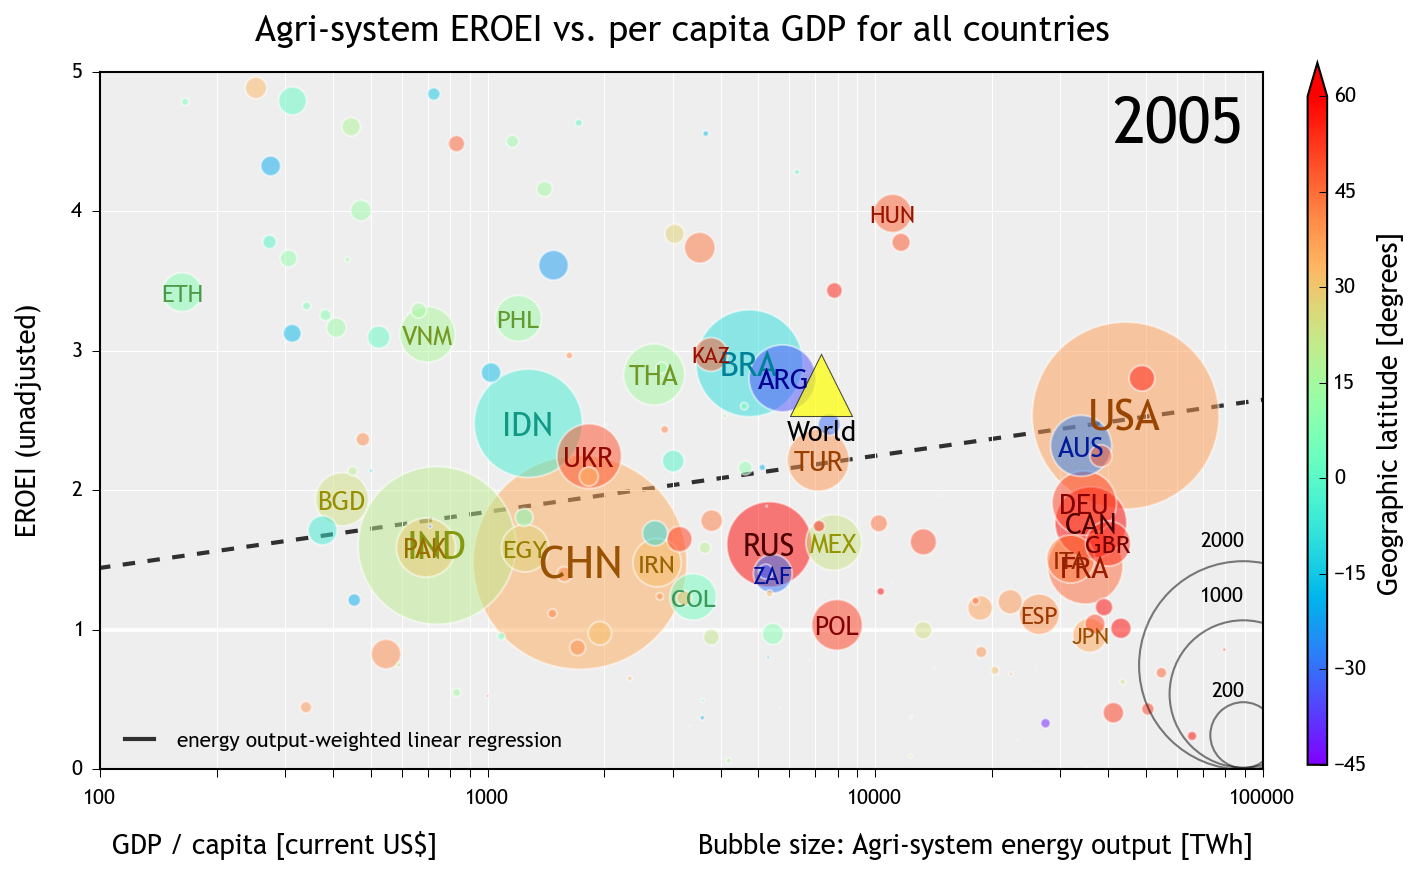 Agri-system EROEI vs. per capita GDP for all countries
2005
EROEI (unadjusted)
5
4
3
2
1
0
HUN
ETH
PHL
VNM
KAZ
BRA
THA
ARG
World
USA
IDN
UKR
TUR
AUS
BGD
DEU
CAN
PAK
IND
EGY
CHN
IRN
RUS
MEX
GBR
ITA
FRA
ZAF
COL
POL
ESP
JPN
2000
1000
200
energy output-weighted linear regression
100
1000
10000
100000
GDP / capita [current US$]
Bubble size: Agri-system energy output [TWh]
60
45
30
15
0
−15
−30
−45
Geographic latitude [degrees]